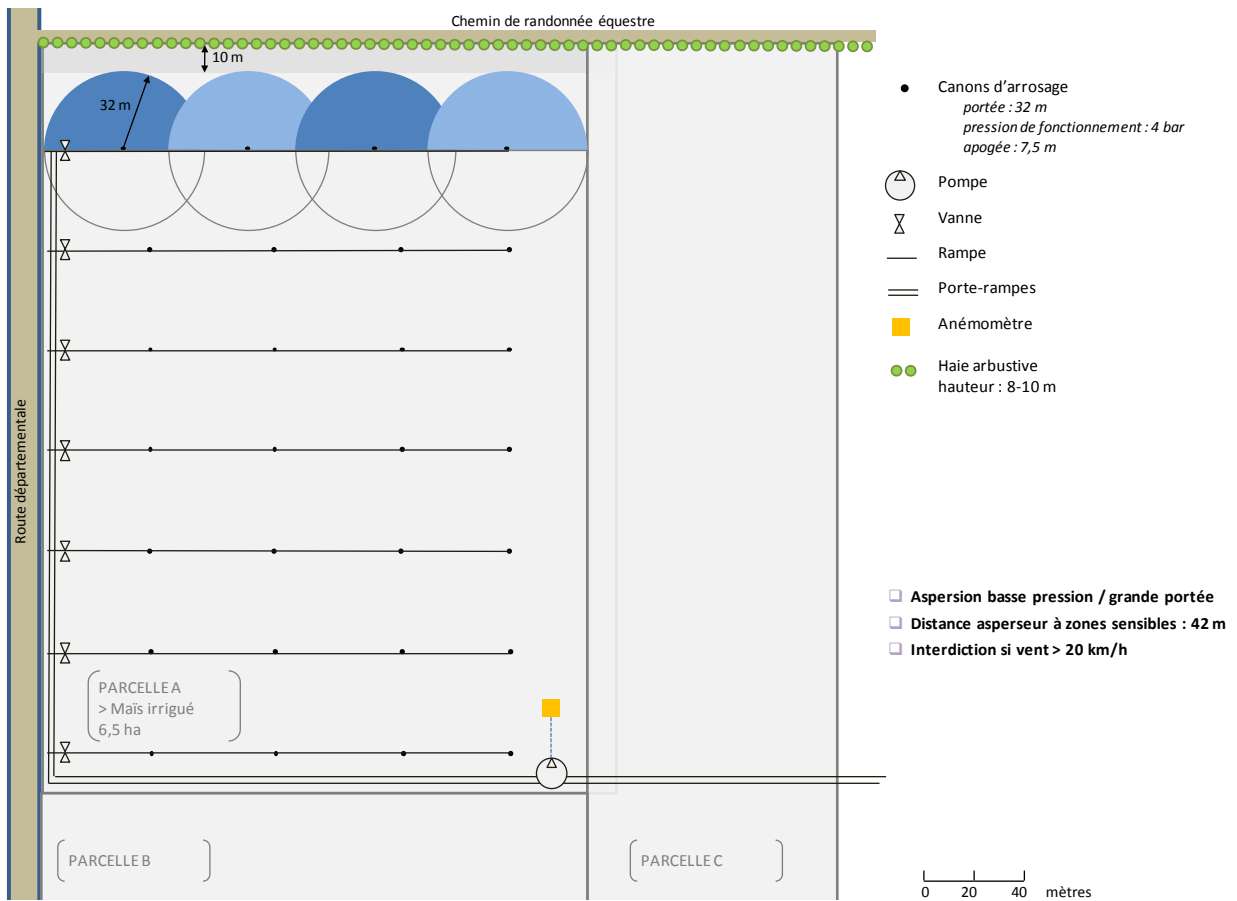 Chemin de randonnée équestre
10 m
32 m
Route départementale
PARCELLE A
> Maïs irrigué
6,5 ha
PARCELLE B
PARCELLE C
Canons d'arrosage
portée : 32 m
pression de fonctionnement : 4 bar
apogée : 7,5 m
Pompe
Vanne
Rampe
Porte-rampes
Anémomètre
Haie arbustive
hauteur : 8-10 m
Aspersion basse pression / grande portée
Distance asperseur à zones sensibles : 42 m
Interdiction si vent > 20 km/h
0 20 40 mètres